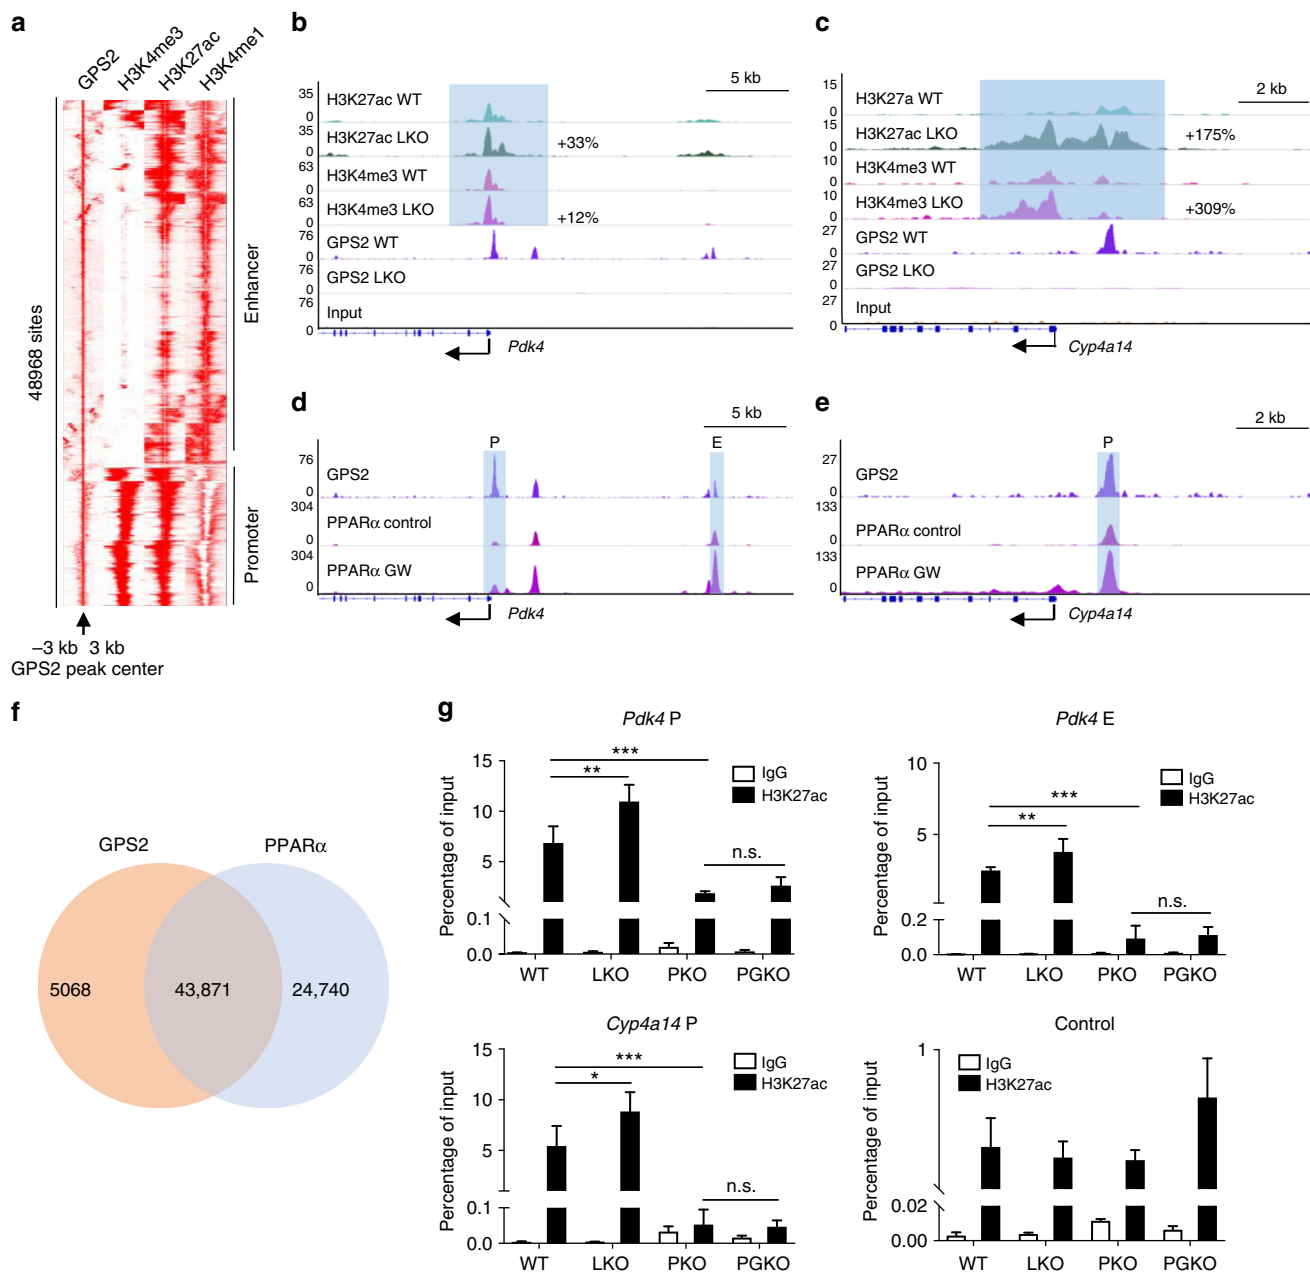 a
GPS2
H3K4me3
H3K27ac
H3K4me1
48968 sites
Enhancer
Promoter
–3 kb 3 kb
GPS2 peak center
b
5 kb
35
0
H3K27ac WT
35
0
H3K27ac LKO
+33%
63
0
H3K4me3 WT
63
0
H3K4me3 LKO
+12%
76
0
GPS2 WT
76
0
GPS2 LKO
76
0
Input
Pdk4
c
2 kb
15
0
H3K27a WT
15
0
H3K27ac LKO
+175%
10
0
H3K4me3 WT
10
0
H3K4me3 LKO
+309%
27
0
GPS2 WT
27
0
GPS2 LKO
27
0
Input
Cyp4a14
d
5 kb
P
E
76
0
GPS2
304
0
PPARα control
304
0
PPARα GW
Pdk4
e
2 kb
P
27
0
GPS2
133
0
PPARα control
133
0
PPARα GW
Cyp4a14
f
GPS2
PPARα
5068
43,871
24,740
g
Pdk4 P
Percentage of input
15
10
5
0.1
0.0
***
**
n.s.
IgG
H3K27ac
WT
LKO
PKO
PGKO
Pdk4 E
Percentage of input
10
5
0.2
0.0
***
**
n.s.
IgG
H3K27ac
WT
LKO
PKO
PGKO
Cyp4a14 P
Percentage of input
15
10
5
0.1
0.0
***
*
n.s.
IgG
H3K27ac
WT
LKO
PKO
PGKO
Control
Percentage of input
1
0.02
0.00
IgG
H3K27ac
WT
LKO
PKO
PGKO